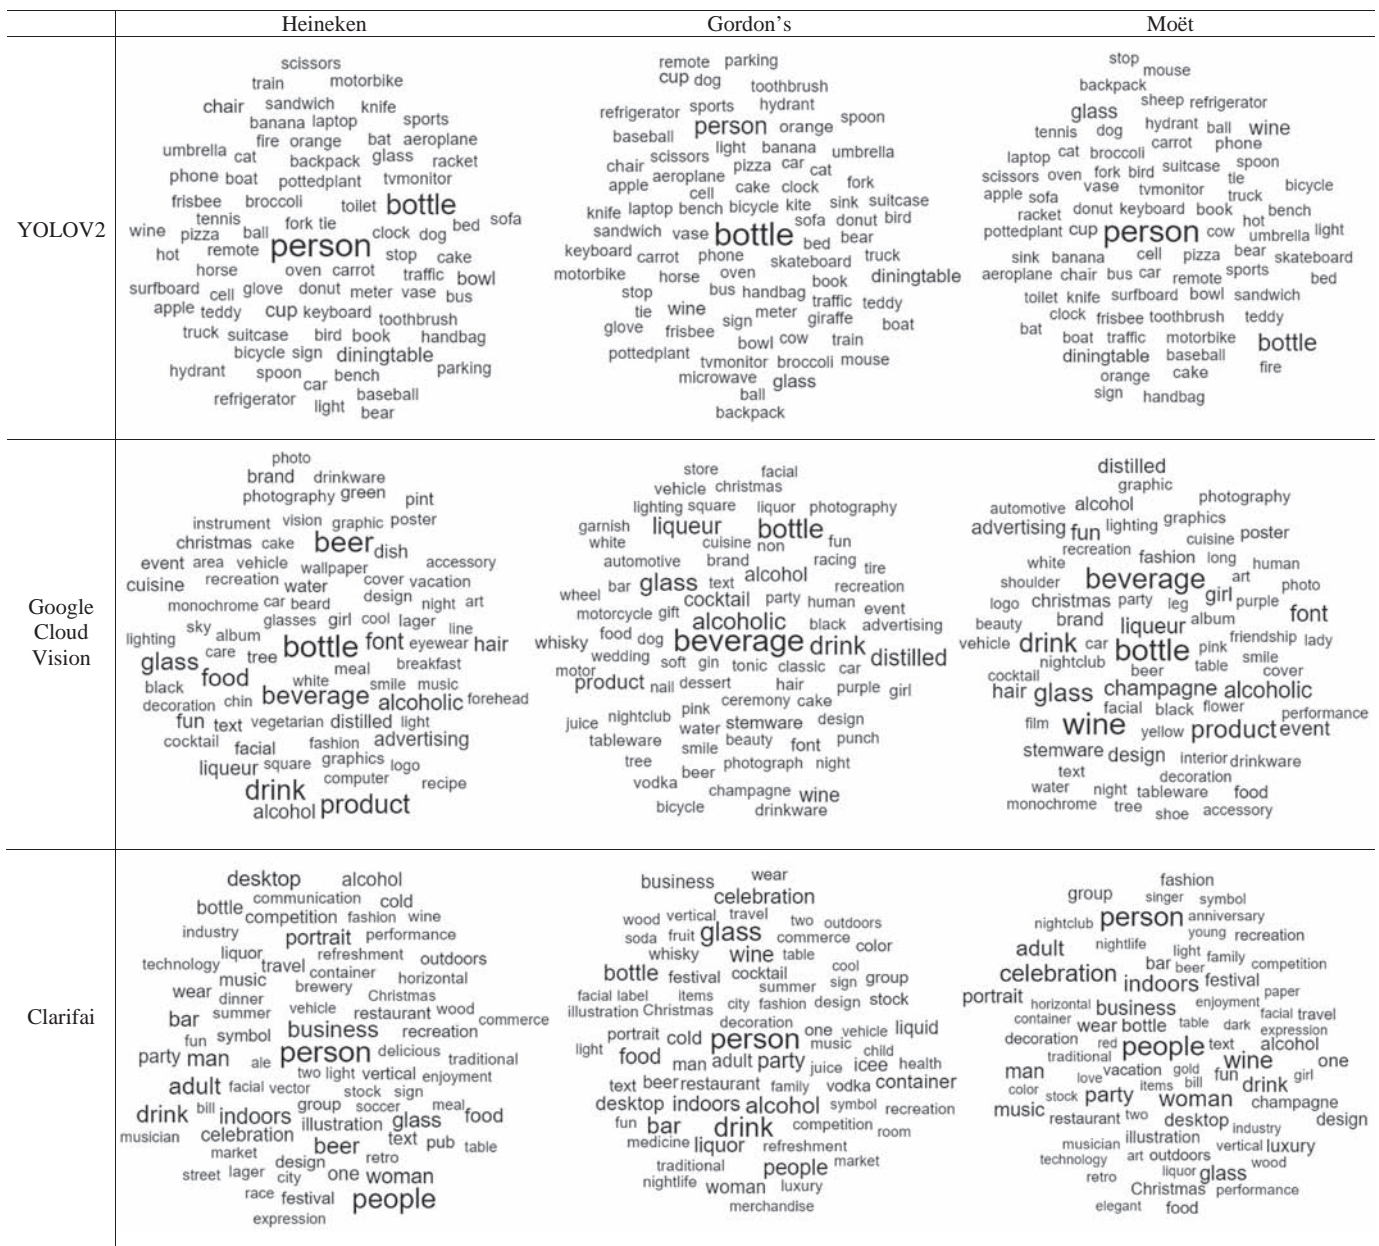 Heineken Gordon's Moët
YOLOV2
scissors
train motorbike
chair sandwich knife
banana laptop sports
fire orange bat aeroplane
umbrella cat backpack glass racket
phone boat pottedplant tvmonitor
frisbee broccoli toilet bottle
wine tennis fork tie bed sofa
pizza ball person clock dog
hot remote stop cake
horse oven carrot traffic bowl
surfboard cell glove donut meter vase bus
apple teddy cup keyboard toothbrush
truck suitcase bird book handbag
bicycle sign diningtable
hydrant spoon bench parking
car
refrigerator light baseball
bear
remote parking
cup dog toothbrush
refrigerator sports hydrant
baseball person orange spoon
light banana umbrella
chair scissors pizza car cat
apple aeroplane cake clock fork
cell
knife laptop bench bicycle kite sink suitcase
sandwich vase bottle sofa donut bird
bed bear
keyboard carrot phone skateboard truck
motorbike horse oven book diningtable
stop bus handbag traffic teddy
tie wine sign meter giraffe boat
glove frisbee
bowl cow train
pottedplant tvmonitor broccoli mouse
microwave glass
ball
backpack
stop
mouse
backpack
glass sheep refrigerator
tennis dog hydrant ball wine
carrot phone
laptop cat broccoli
scissors oven fork bird suitcase spoon
tie
apple sofa vase tvmonitor truck bicycle
racket donut keyboard book hot bench
pottedplant cup person cow umbrella light
sink banana cell pizza bear skateboard
aeroplane chair bus car remote sports bed
toilet knife surfboard bowl sandwich
clock frisbee toothbrush teddy
bat
boat traffic motorbike bottle
diningtable baseball
orange cake fire
sign handbag
Google
Cloud
Vision
photo
brand drinkware
photography green pint
instrument vision graphic poster
christmas cake beer dish
event area vehicle wallpaper accessory
cuisine recreation water cover vacation
monochrome car beard design night art
sky glasses girl cool lager line
lighting album bottle font eyewear hair
care tree
glass food meal breakfast
black white smile music
decoration chin beverage alcoholic forehead
fun text vegetarian distilled light
cocktail facial fashion advertising
liqueur square graphics logo
computer recipe
drink
alcohol product
store facial
vehicle christmas
lighting square liquor photography
garnish liqueur bottle
white cuisine non fun
automotive brand racing tire
wheel bar glass text alcohol recreation
cocktail party human event
motorcycle gift alcoholic black advertising
whisky food dog beverage drink
wedding soft gin tonic classic car distilled
motor
product nail dessert hair purple girl
ceremony cake
juice nightclub pink water stemware design
tableware smile beauty font punch
tree photograph night
vodka beer
champagne wine
bicycle drinkware
distilled
graphic
automotive alcohol photography
advertising fun lighting graphics
cuisine poster
recreation
white fashion long human
shoulder beverage art photo
logo christmas party leg girl purple
font
beauty brand liqueur album
vehicle drink car bottle pink friendship lady
nightclub table smile
cocktail beer cover
hair glass champagne alcoholic
facial black flower performance
film wine yellow product event
stemware design interior drinkware
text decoration
water night tableware food
monochrome tree shoe accessory
Clarifai
desktop alcohol
bottle communication cold
competition fashion wine
industry portrait performance
liquor refreshment outdoors
technology travel container
music brewery horizontal
wear dinner Christmas
bar summer vehicle restaurant wood commerce
fun symbol business recreation
party man ale person delicious traditional
two light vertical enjoyment
adult facial vector stock sign
drink bill indoors group soccer meal food
illustration glass
musician celebration beer text pub table
market design retro
street lager city one woman
race festival people
expression
business wear
celebration
wood vertical travel two outdoors
soda fruit glass commerce color
whisky wine table
bottle festival cocktail cool
summer sign group
facial label items city fashion design stock
illustration Christmas decoration
portrait cold person one vehicle liquid
light food music child
man adult party juice icee health
text beer restaurant family vodka container
desktop indoors alcohol symbol recreation
fun bar drink competition room
medicine liquor refreshment
traditional people market
nightlife woman luxury
merchandise
fashion
group singer symbol
nightclub person anniversary
young recreation
adult nightlife light family
bar beer competition
celebration indoors festival paper
portrait horizontal business enjoyment
container wear bottle table dark facial travel
expression
decoration red people text alcohol
traditional wine one
man love vacation gold fun girl
color stock party items bill drink
woman champagne
music restaurant two desktop industry design
musician illustration vertical luxury
technology art outdoors
retro liquor glass wood
Christmas performance
elegant food